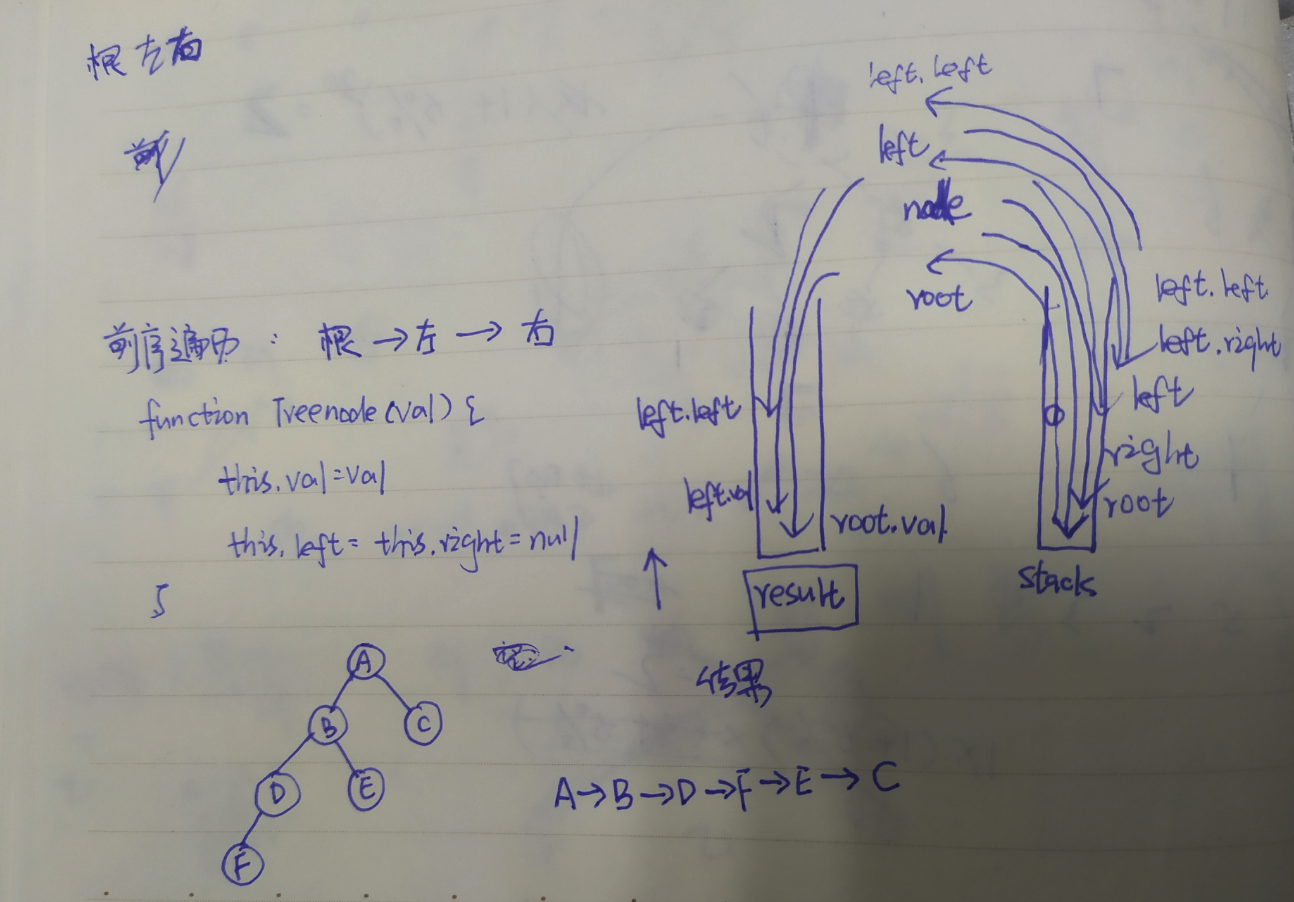 根左右
前序遍历: 根→左→右
function Treenode(val) {
this.val=val
this.left= this.right=null
}
A
B
C
D
E
F
A→B→D→F→E→C
left.left
left
node
root
left.left
left.val
root.val
result
结果
left.left
left.right
left
right
root
stacks